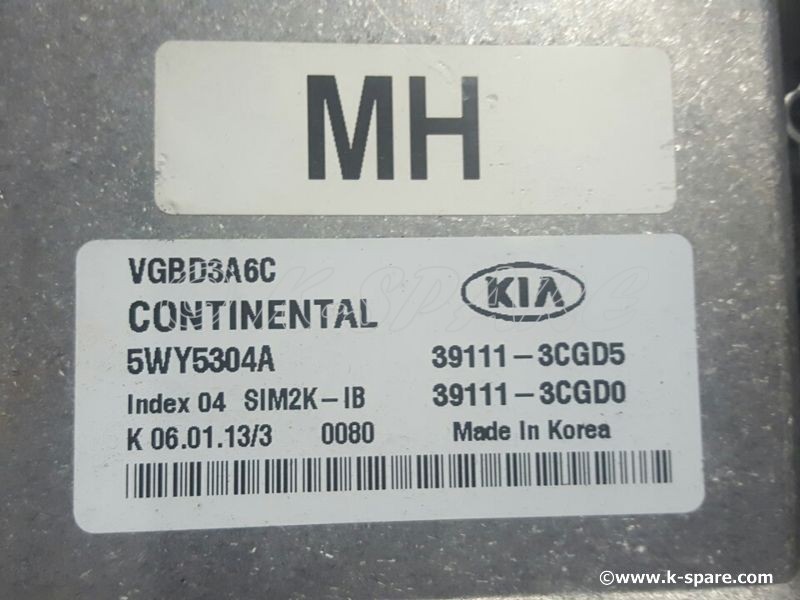 MH
VGBD3A6C
CONTINENTAL
KIA
5WY5304A
39111-3CGD5
Index 04 SIM2K-IB
39111-3CGD0
K 06.01.13/3 0080
Made In Korea
K-SPARE
©www.k-spare.com